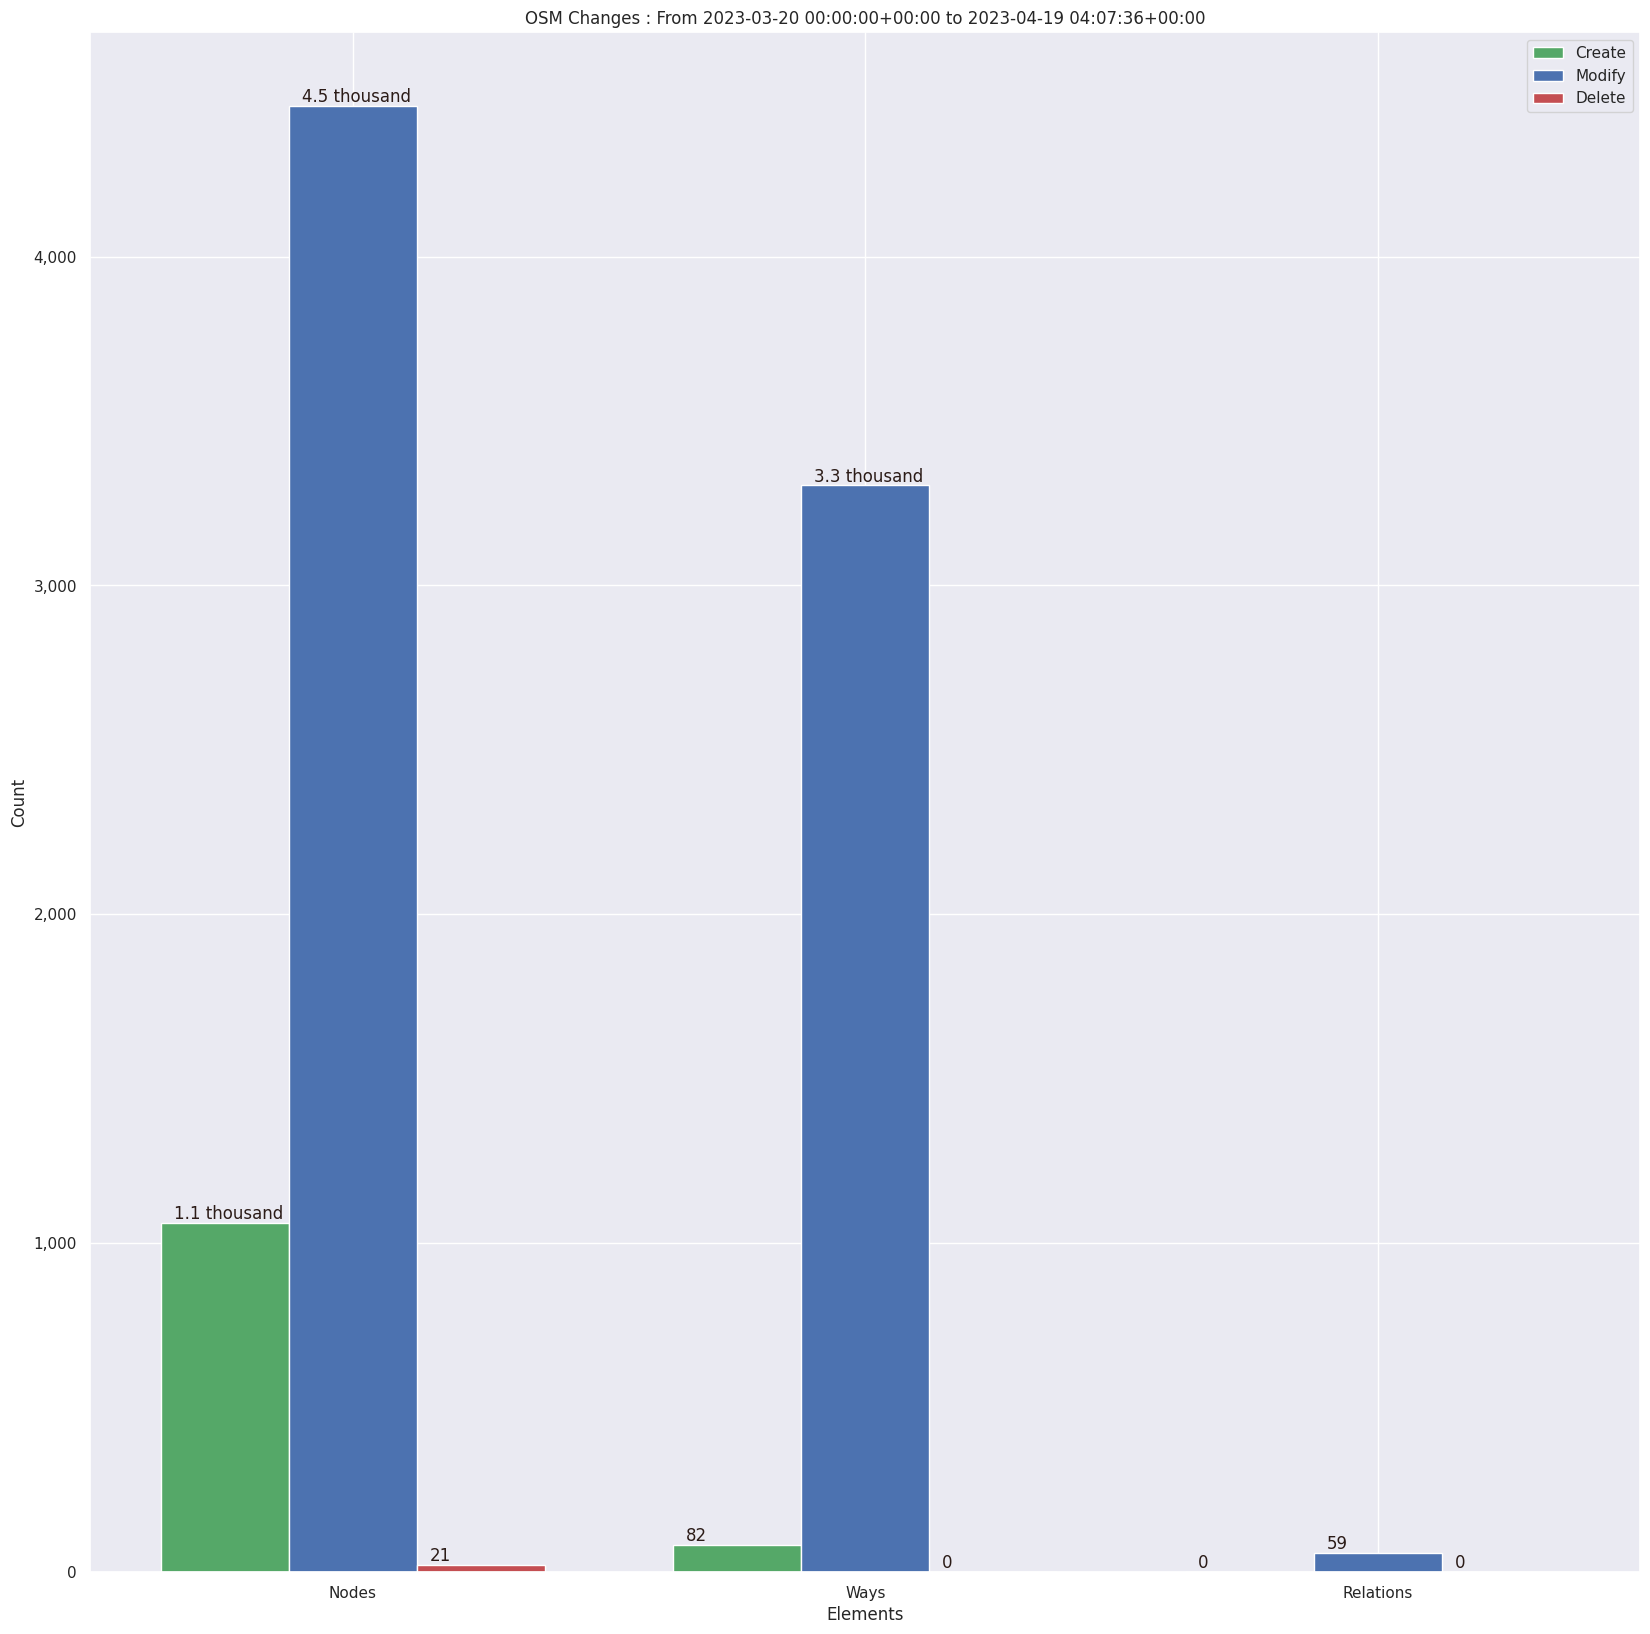 OSM Changes : From 2023-03-20 00:00:00+00:00 to 2023-04-19 04:07:36+00:00
Create
Modify
Delete
4.5 thousand
4,000
3.3 thousand
3,000
Count
2,000
1.1 thousand
1,000
82
59
21
0
0
0
0
Nodes
Ways
Relations
Elements